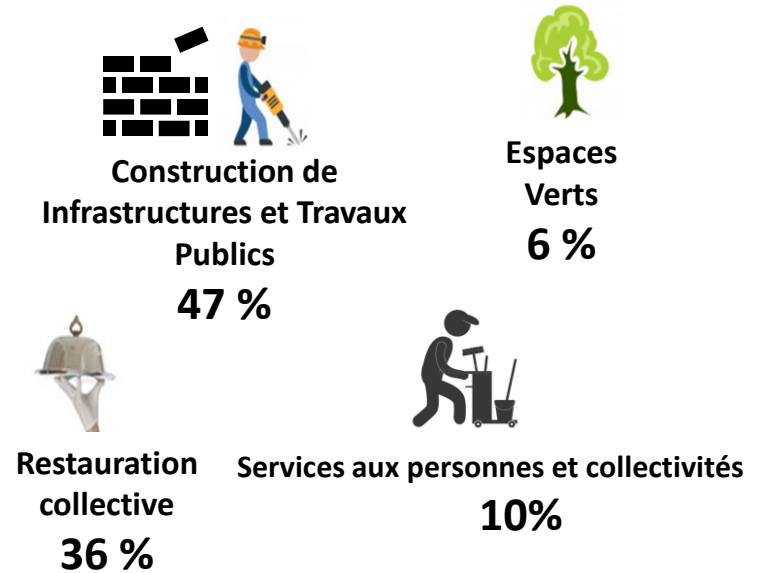 Construction de
Infrastructures et Travaux
Publics
47 %
Espaces
Verts
6 %
Restauration
collective
36 %
Services aux personnes et collectivités
10%